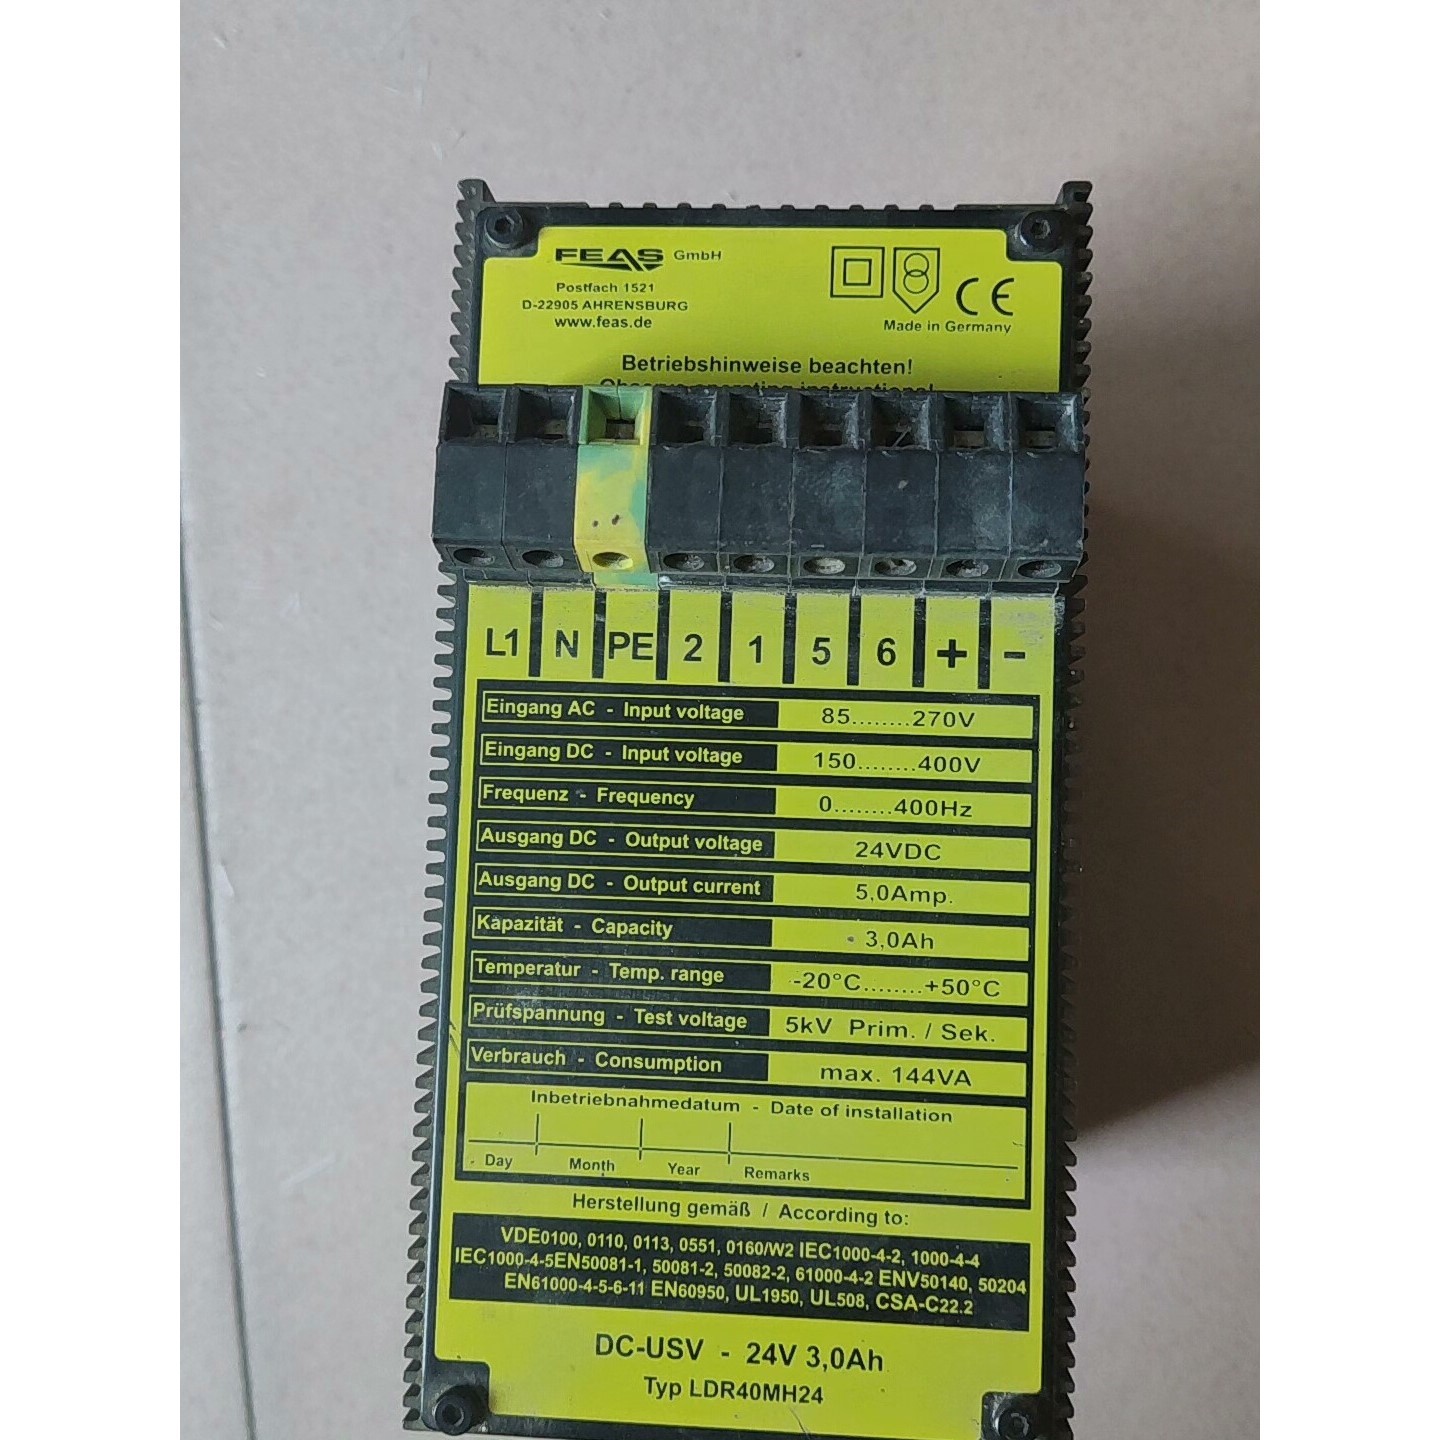 FEAS GmbH
Postfach 1521
D-22905 AHRENSBURG
www.feas.de
CE
Made in Germany
Betriebshinweise beachten!
Observe operating instructions!
L1 N PE 2 1 5 6 + -
Eingang AC - Input voltage 85........270V
Eingang DC - Input voltage 150........400V
Frequenz - Frequency 0........400Hz
Ausgang DC - Output voltage 24VDC
Ausgang DC - Output current 5,0Amp.
Kapazität - Capacity 3,0Ah
Temperatur - Temp. range -20°C........+50°C
Prüfspannung - Test voltage 5kV Prim. / Sek.
Verbrauch - Consumption max. 144VA
Inbetriebnahmedatum - Date of installation
Day Month Year Remarks
Herstellung gemäß / According to:
VDE0100, 0110, 0113, 0551, 0160/W2 IEC1000-4-2, 1000-4-4
IEC1000-4-5EN50081-1, 50081-2, 50082-2, 61000-4-2 ENV50140, 50204
EN61000-4-5-6-11 EN60950, UL1950, UL508, CSA-C22.2
DC-USV - 24V 3,0Ah
Typ LDR40MH24